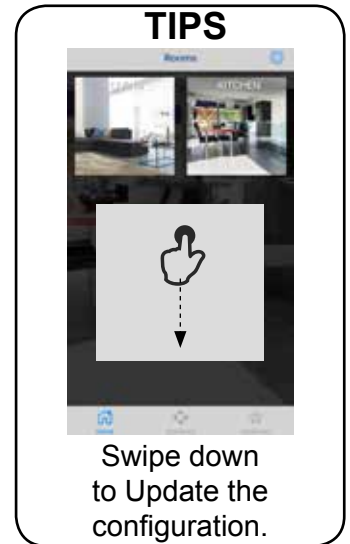 TIPS
Rooms
KITCHEN
Swipe down
to Update the
configuration.